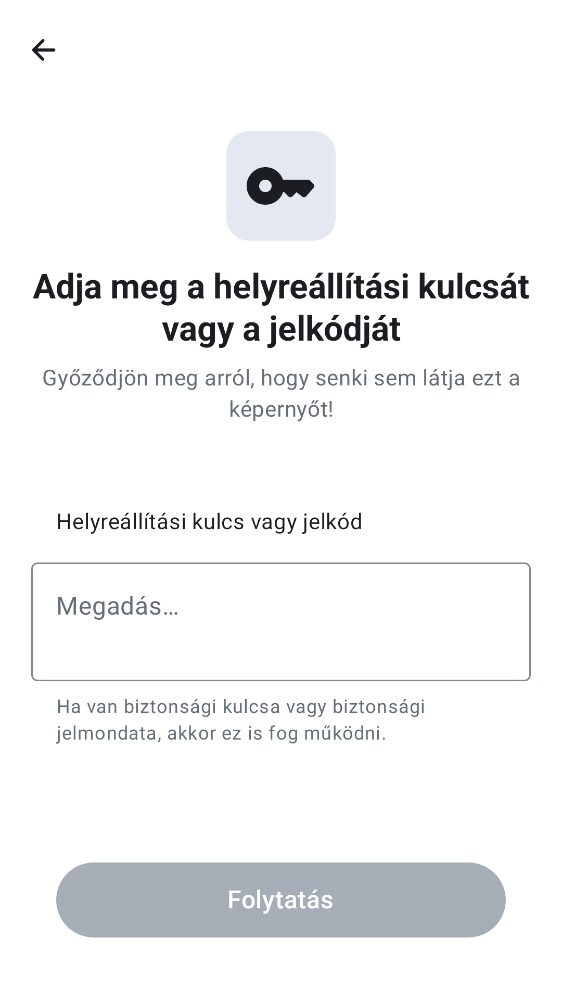 Adja meg a helyreállítási kulcsát
vagy a jelkódját
Győződjön meg arról, hogy senki sem látja ezt a
képernyőt!
Helyreállítási kulcs vagy jelkód
Megadás…
Ha van biztonsági kulcsa vagy biztonsági
jelmondata, akkor ez is fog működni.
Folytatás